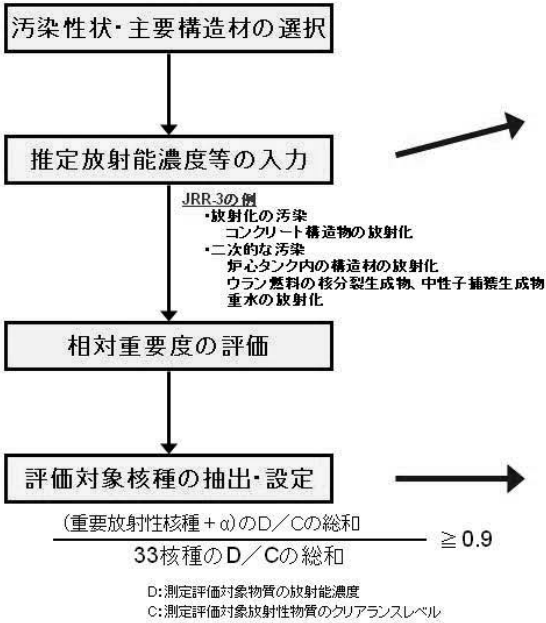 汚染性状・主要構造材の選択
推定放射能濃度等の入力
JRR-3の例
・放射化の汚染
コンクリート構造物の放射化
・二次的な汚染
炉心タンク内の構造材の放射化
ウラン燃料の核分裂生成物、中性子捕獲生成物
重水の放射化
相対重要度の評価
評価対象核種の抽出・設定
(重要放射性核種+α)のD/Cの総和
33核種のD/Cの総和
≧0.9
D:測定評価対象物質の放射能濃度
C:測定評価対象放射性物質のクリアランスレベル